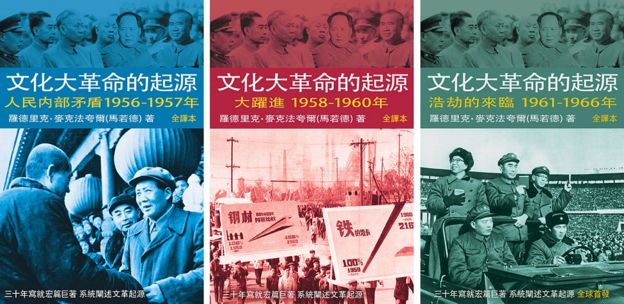 文化大革命的起源
人民内部矛盾1956-1957年
羅德里克·麥克法夸爾(馬若德) 著 全譯本
三十年寫就宏篇巨著 系統闡述文革起源
文化大革命的起源
大躍進 1958-1960年
羅德里克·麥克法夸爾(馬若德) 著 全譯本
鋼材
铁
100%
三十年寫就宏篇巨著 系統闡述文革起源
文化大革命的起源
浩劫的來臨 1961-1966年
羅德里克·麥克法夸爾(馬若德) 著 全譯本
三十年寫就宏篇巨著 系統闡述文革起源 全球首發